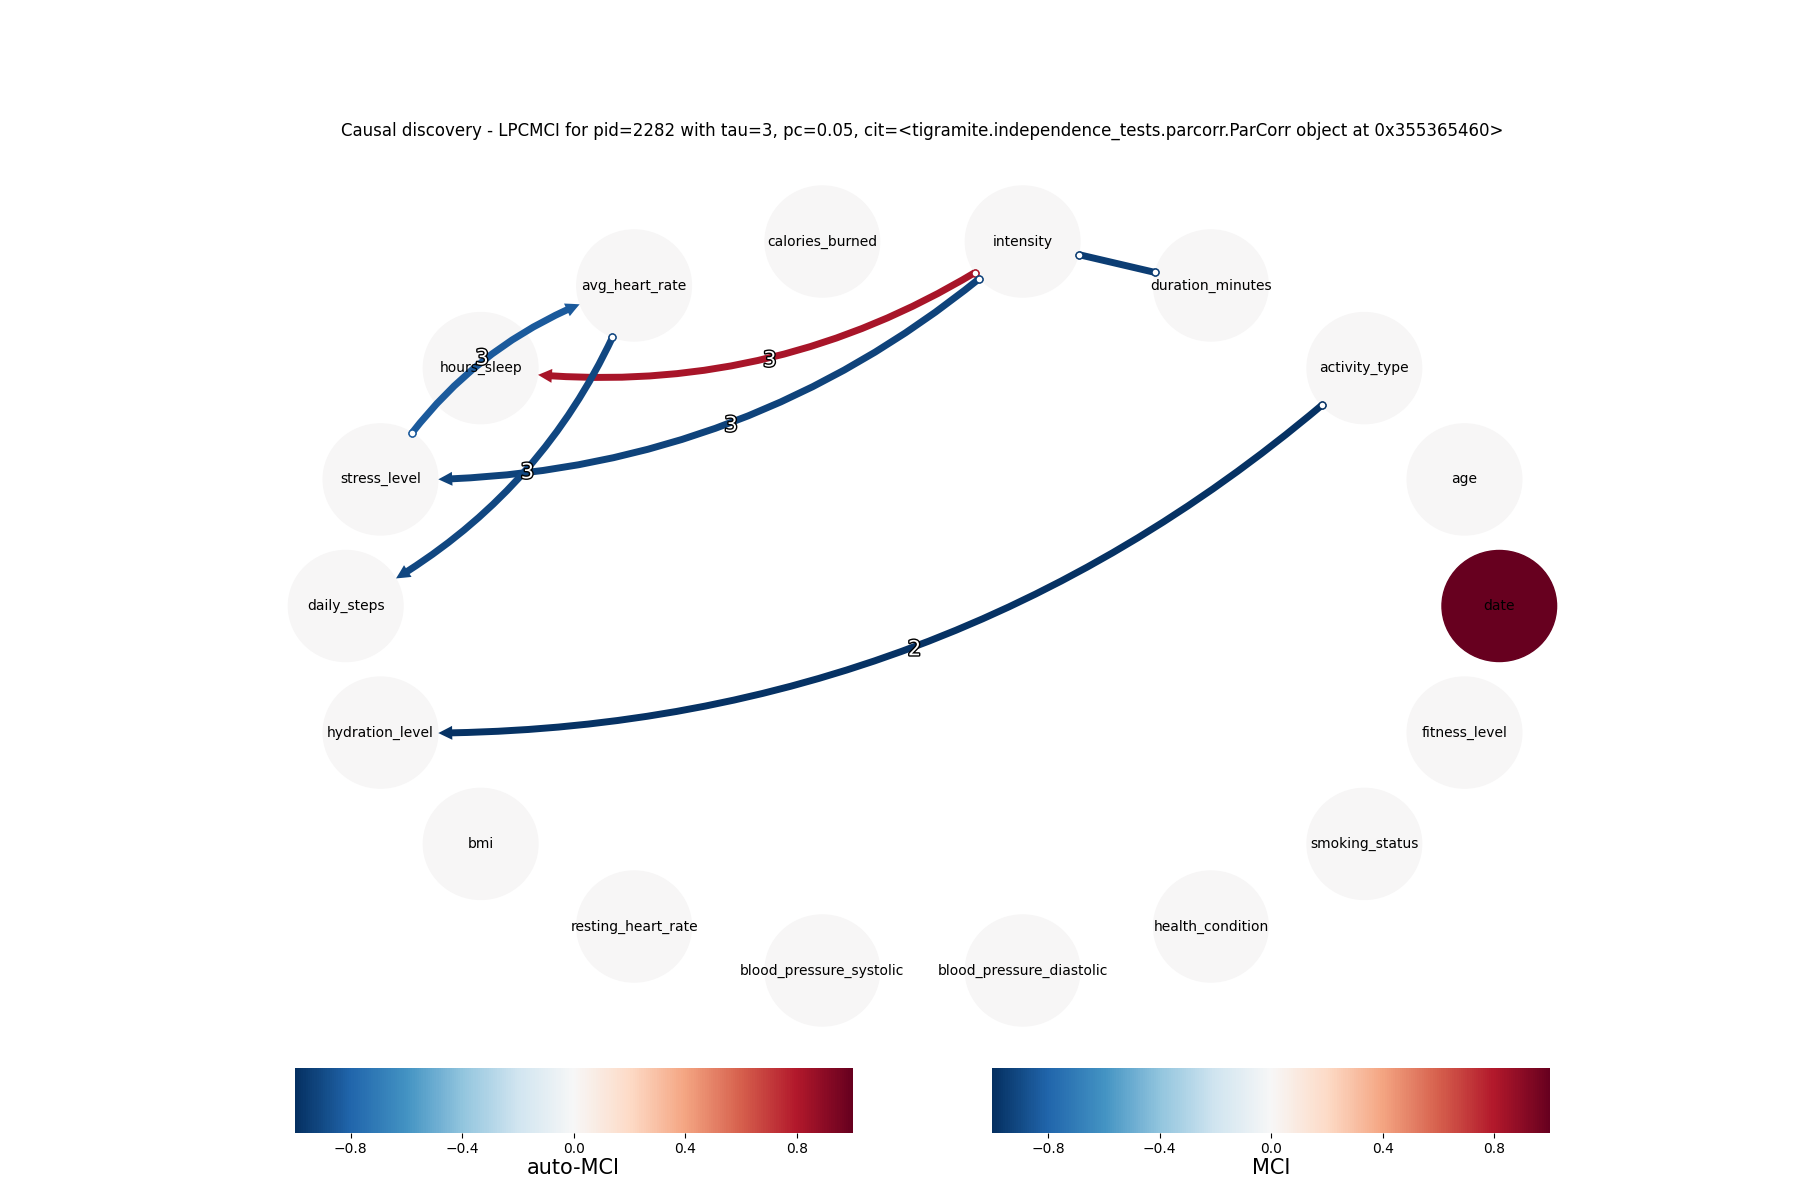 Causal discovery - LPCMCI for pid=2282 with tau=3, pc=0.05, cit=<tigramite.independence_tests.parcorr.ParCorr object at 0x355365460>
calories_burned
intensity
avg_heart_rate
duration_minutes
3
hours_sleep
3
activity_type
3
3
stress_level
age
daily_steps
date
2
hydration_level
fitness_level
bmi
smoking_status
resting_heart_rate
health_condition
blood_pressure_systolic
blood_pressure_diastolic
−0.8 −0.4 0.0 0.4 0.8
auto-MCI
−0.8 −0.4 0.0 0.4 0.8
MCI